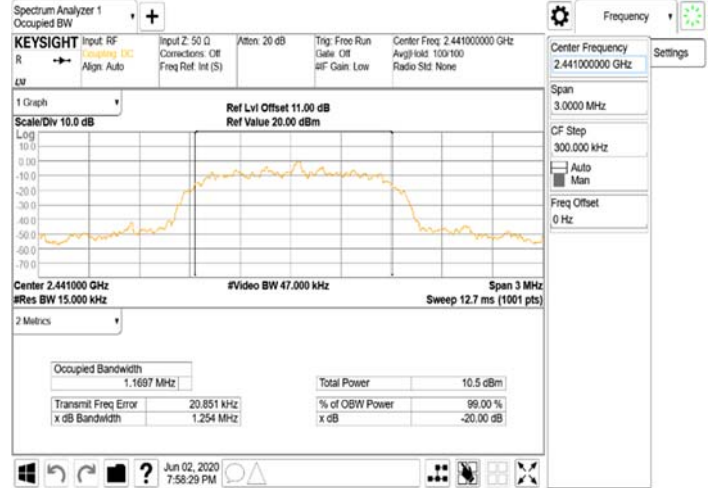 Spectrum Analyzer 1
Occupied BW
Frequency
KEYSIGHT
Input: RF
Coupling: DC
Align: Auto
R
Input Z: 50 Ω
Corrections: Off
Freq Ref: Int (S)
Atten: 20 dB
Trig: Free Run
Gate: Off
#IF Gain: Low
Center Freq: 2.441000000 GHz
Avg|Hold: 100/100
Radio Std: None
Center Frequency
2.441000000 GHz
Settings
Span
3.0000 MHz
CF Step
300.000 kHz
Auto
Man
Freq Offset
0 Hz
1 Graph
Scale/Div 10.0 dB
Ref Lvl Offset 11.00 dB
Ref Value 20.00 dBm
Log
10.0
0.00
-10.0
-20.0
-30.0
-40.0
-50.0
-60.0
-70.0
Center 2.441000 GHz
#Res BW 15.000 kHz
#Video BW 47.000 kHz
Span 3 MHz
Sweep 12.7 ms (1001 pts)
2 Metrics
Occupied Bandwidth
1.1697 MHz
Total Power 10.5 dBm
Transmit Freq Error 20.851 kHz
% of OBW Power 99.00 %
x dB Bandwidth 1.254 MHz
x dB -20.00 dB
?
Jun 02, 2020
7:58:29 PM